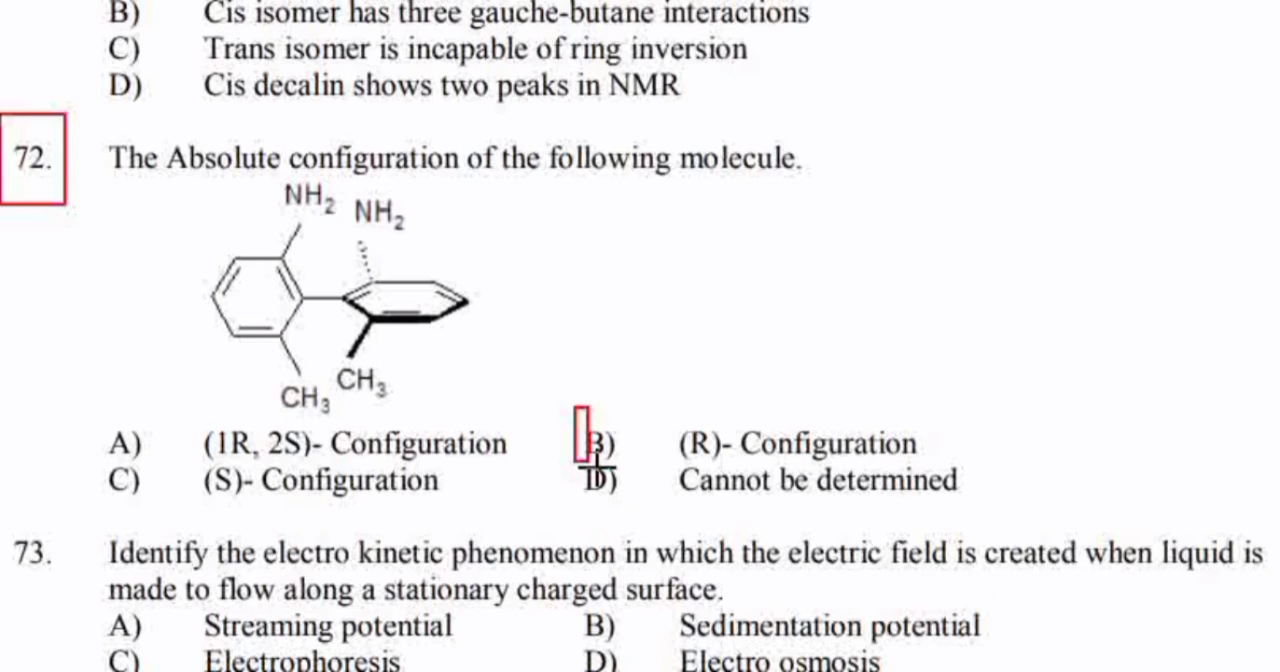 B) Cis isomer has three gauche-butane interactions
C) Trans isomer is incapable of ring inversion
D) Cis decalin shows two peaks in NMR
72. The Absolute configuration of the following molecule.
NH2 NH2
CH3 CH3
A) (1R, 2S)- Configuration B) (R)- Configuration
C) (S)- Configuration D) Cannot be determined
73. Identify the electro kinetic phenomenon in which the electric field is created when liquid is
made to flow along a stationary charged surface.
A) Streaming potential B) Sedimentation potential
C) Electrophoresis D) Electro osmosis